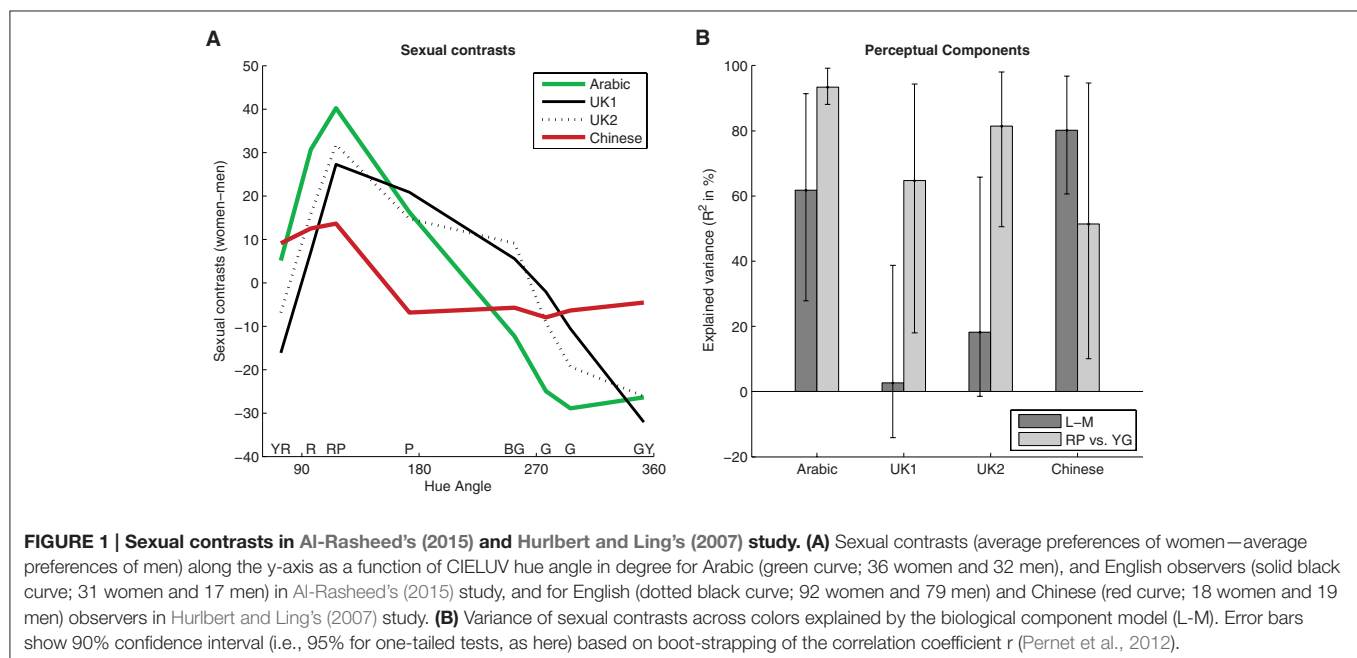 A
Sexual contrasts
50
40
30
20
10
0
−10
−20
−30
−40
Sexual contrasts (women−men)
Arabic
UK1
UK2
Chinese
YR R RP P BG G G GY
90 180 270 360
Hue Angle
B
Perceptual Components
100
80
60
40
20
0
−20
Explained variance (R² in %)
L−M
RP vs. YG
Arabic UK1 UK2 Chinese
FIGURE 1 | Sexual contrasts in Al-Rasheed's (2015) and Hurlbert and Ling's (2007) study. (A) Sexual contrasts (average preferences of women—average
preferences of men) along the y-axis as a function of CIELUV hue angle in degree for Arabic (green curve; 36 women and 32 men), and English observers (solid black
curve; 31 women and 17 men) in Al-Rasheed's (2015) study, and for English (dotted black curve; 92 women and 79 men) and Chinese (red curve; 18 women and 19
men) observers in Hurlbert and Ling's (2007) study. (B) Variance of sexual contrasts across colors explained by the biological component model (L-M). Error bars
show 90% confidence interval (i.e., 95% for one-tailed tests, as here) based on boot-strapping of the correlation coefficient r (Pernet et al., 2012).